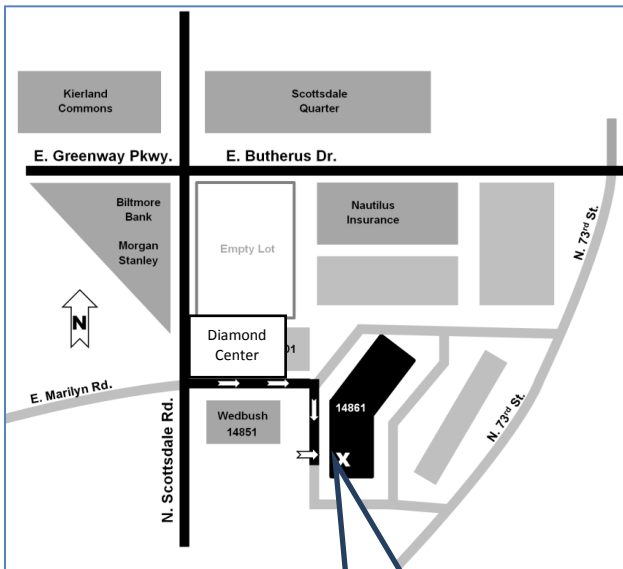 Kierland
Commons
Scottsdale
Quarter
E. Greenway Pkwy.
E. Butherus Dr.
Biltmore
Bank
Morgan
Stanley
Empty Lot
Nautilus
Insurance
N. 73rd St.
N
Diamond
Center
01
E. Marilyn Rd.
Wedbush
14851
14861
X
N. 73rd St.
N. Scottsdale Rd.